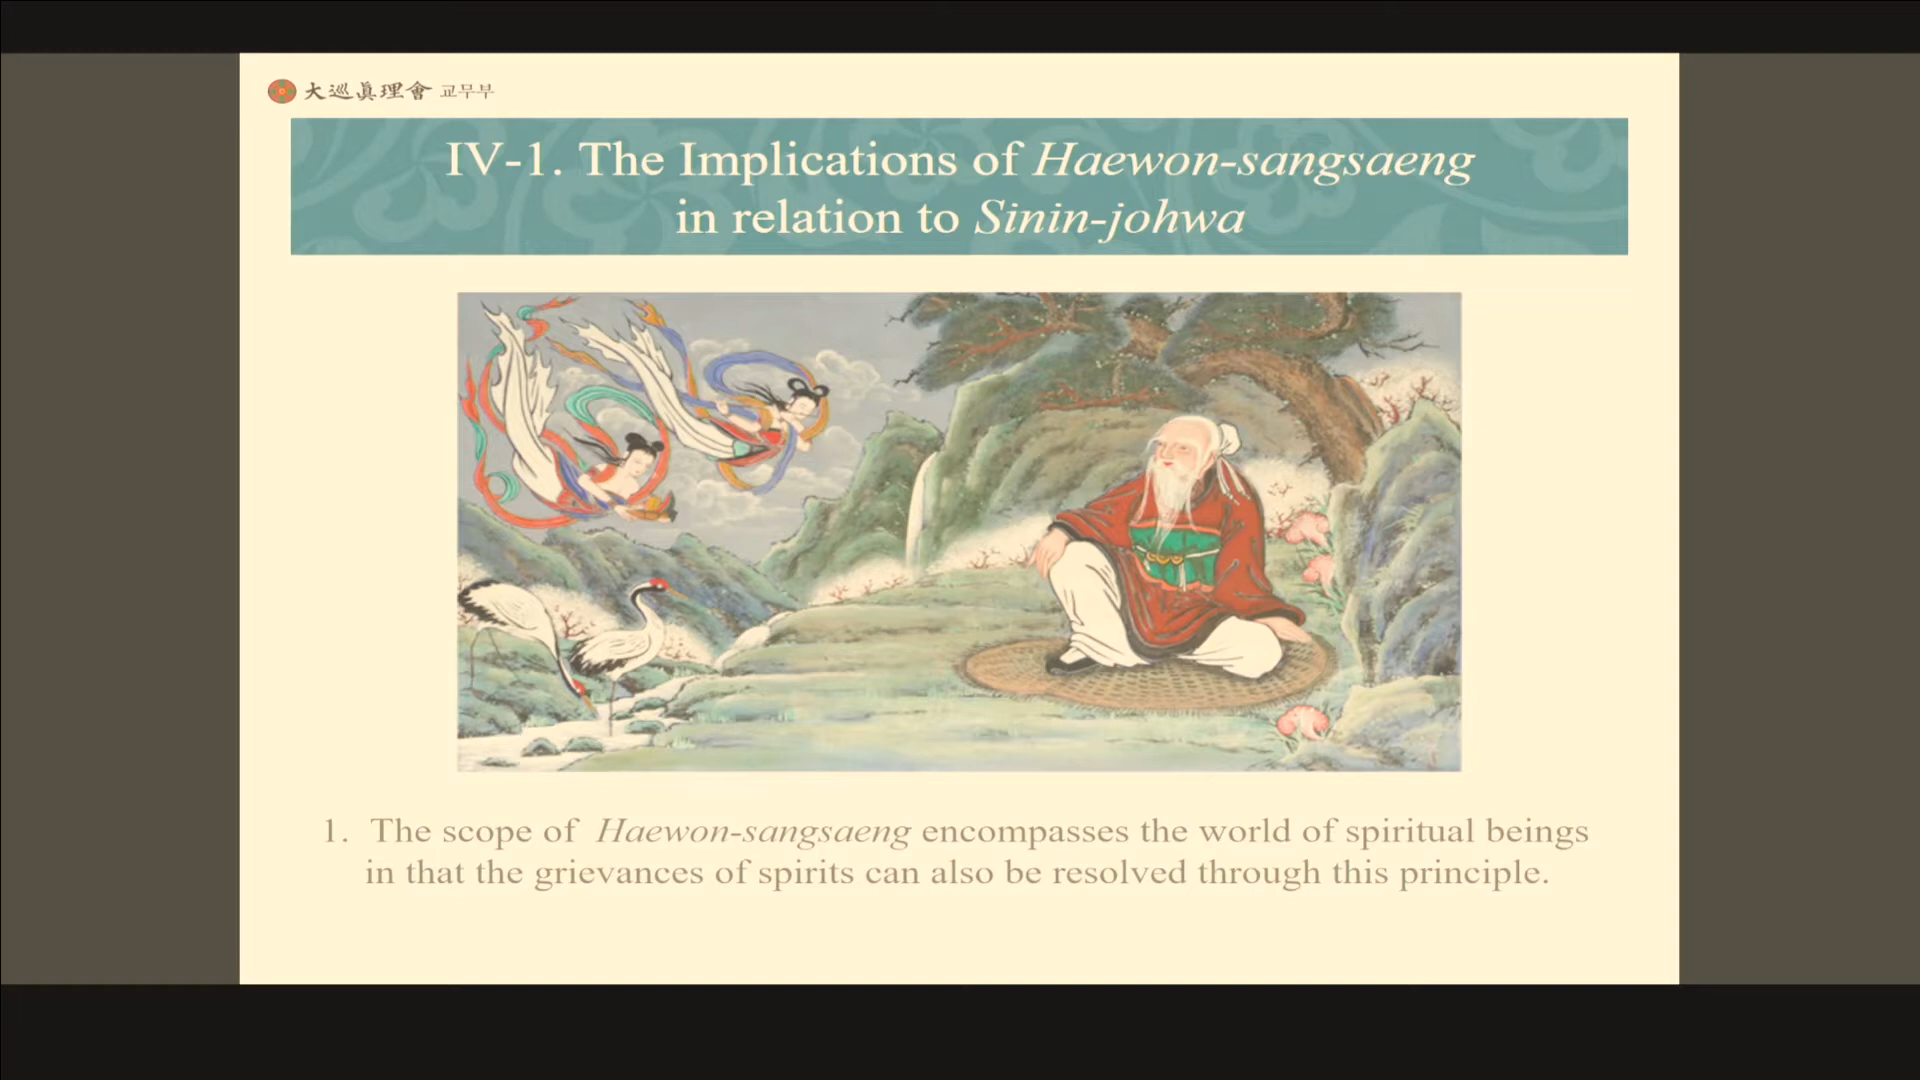 大巡眞理會 교무부
IV-1. The Implications of Haewon-sangsaeng
in relation to Sinin-johwa
1. The scope of Haewon-sangsaeng encompasses the world of spiritual beings
in that the grievances of spirits can also be resolved through this principle.